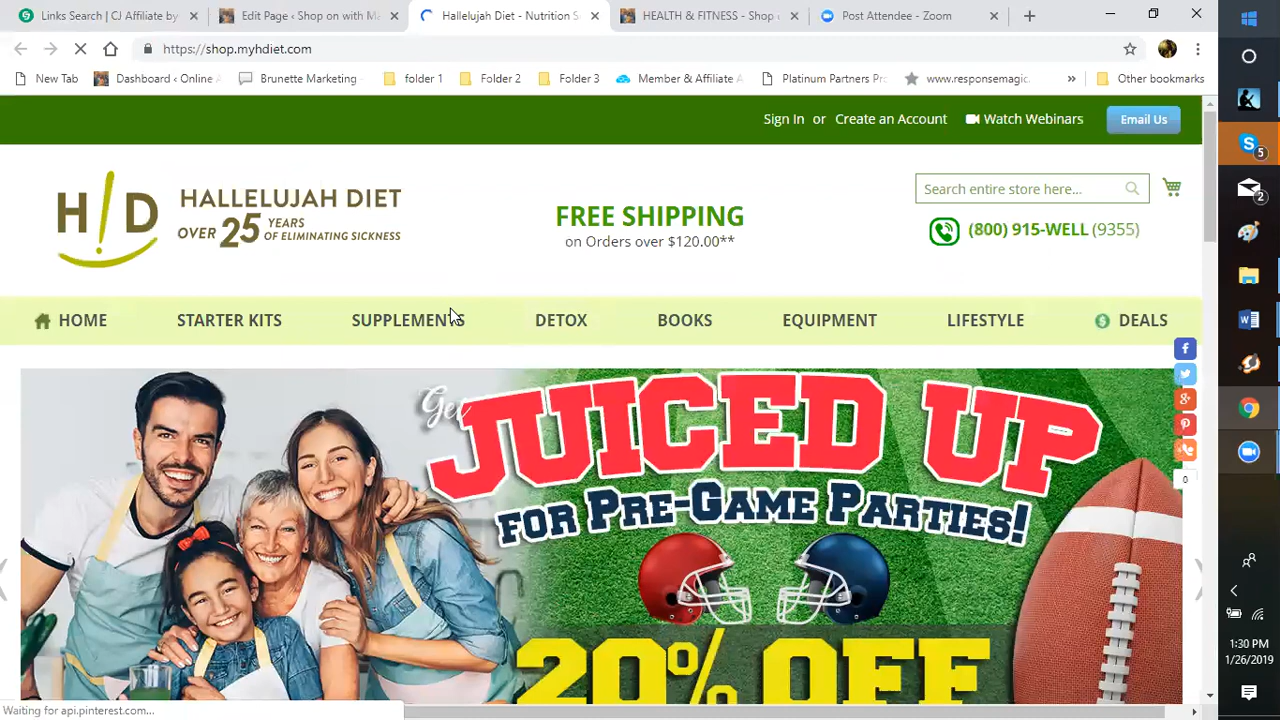 Links Search | CJ Affiliate by
Edit Page ‹ Shop on with Ma
Hallelujah Diet - Nutrition S
HEALTH & FITNESS - Shop
Post Attendee - Zoom
https://shop.myhdiet.com
New Tab
Dashboard ‹ Online
Brunette Marketing
folder 1
Folder 2
Folder 3
Member & Affiliate
Platinum Partners Pr
www.responsemagic.
»
Other bookmarks
Sign In or Create an Account
Watch Webinars
Email Us
H!D HALLELUJAH DIET
OVER 25 YEARS
OF ELIMINATING SICKNESS
FREE SHIPPING
on Orders over $120.00**
Search entire store here...
(800) 915-WELL (9355)
HOME
STARTER KITS
SUPPLEMENTS
DETOX
BOOKS
EQUIPMENT
LIFESTYLE
DEALS
Get
JUICED UP
FOR PRE-GAME PARTIES!
20% OFF
0
5
2
1:30 PM
1/26/2019
Waiting for api.pinterest.com...